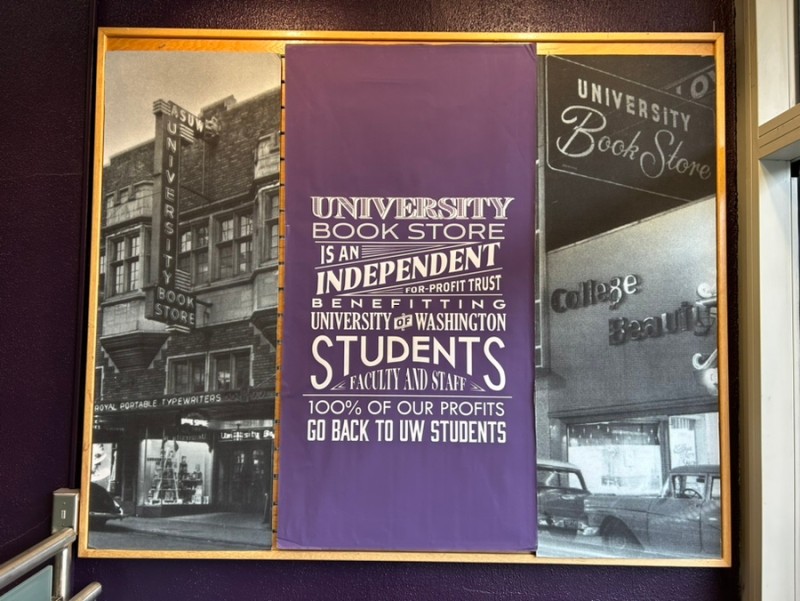 ASUW
UNIVERSITY
BOOK
STORE
ROYAL PORTABLE TYPEWRITERS
UNIVERSITY
BOOK STORE
IS AN
INDEPENDENT
FOR-PROFIT TRUST
BENEFITTING
UNIVERSITY OF WASHINGTON
STUDENTS
FACULTY AND STAFF
100% OF OUR PROFITS
GO BACK TO UW STUDENTS
UNIVERSITY
Book Store
College
Beauty